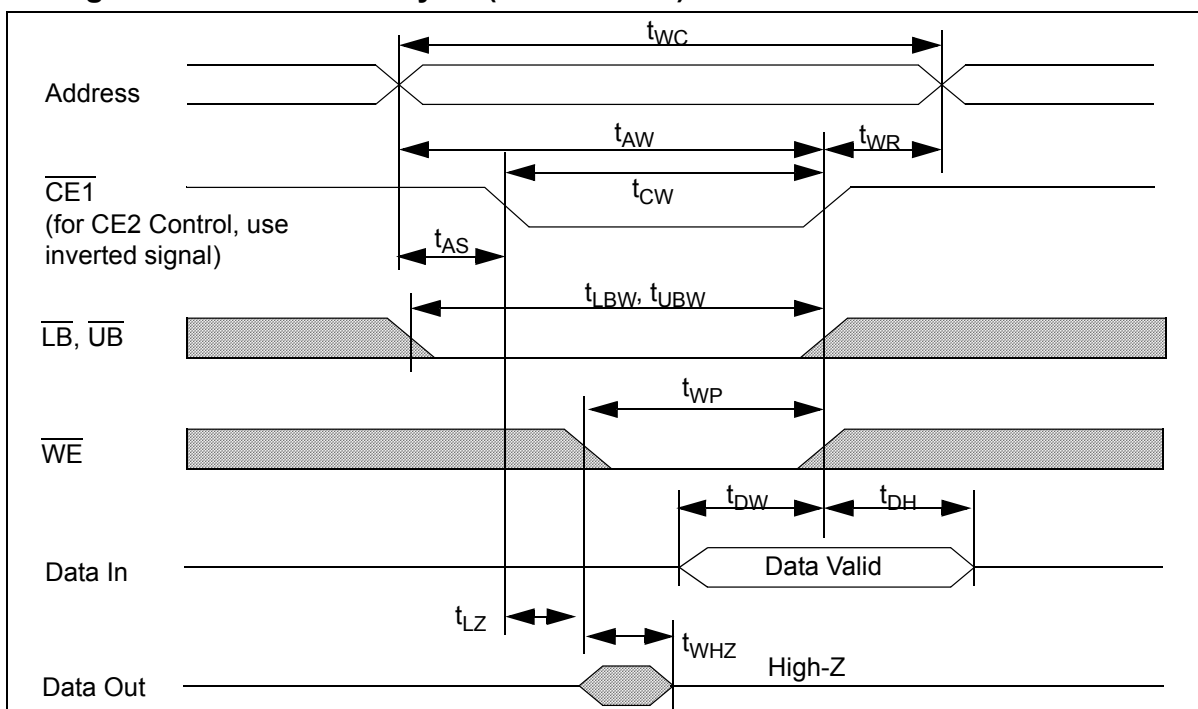 tWC
Address
tAW
tWR
CE1
(for CE2 Control, use
inverted signal)
tCW
tAS
tLBW, tUBW
LB, UB
tWP
WE
tDW
tDH
Data In
Data Valid
tLZ
tWHZ
High-Z
Data Out